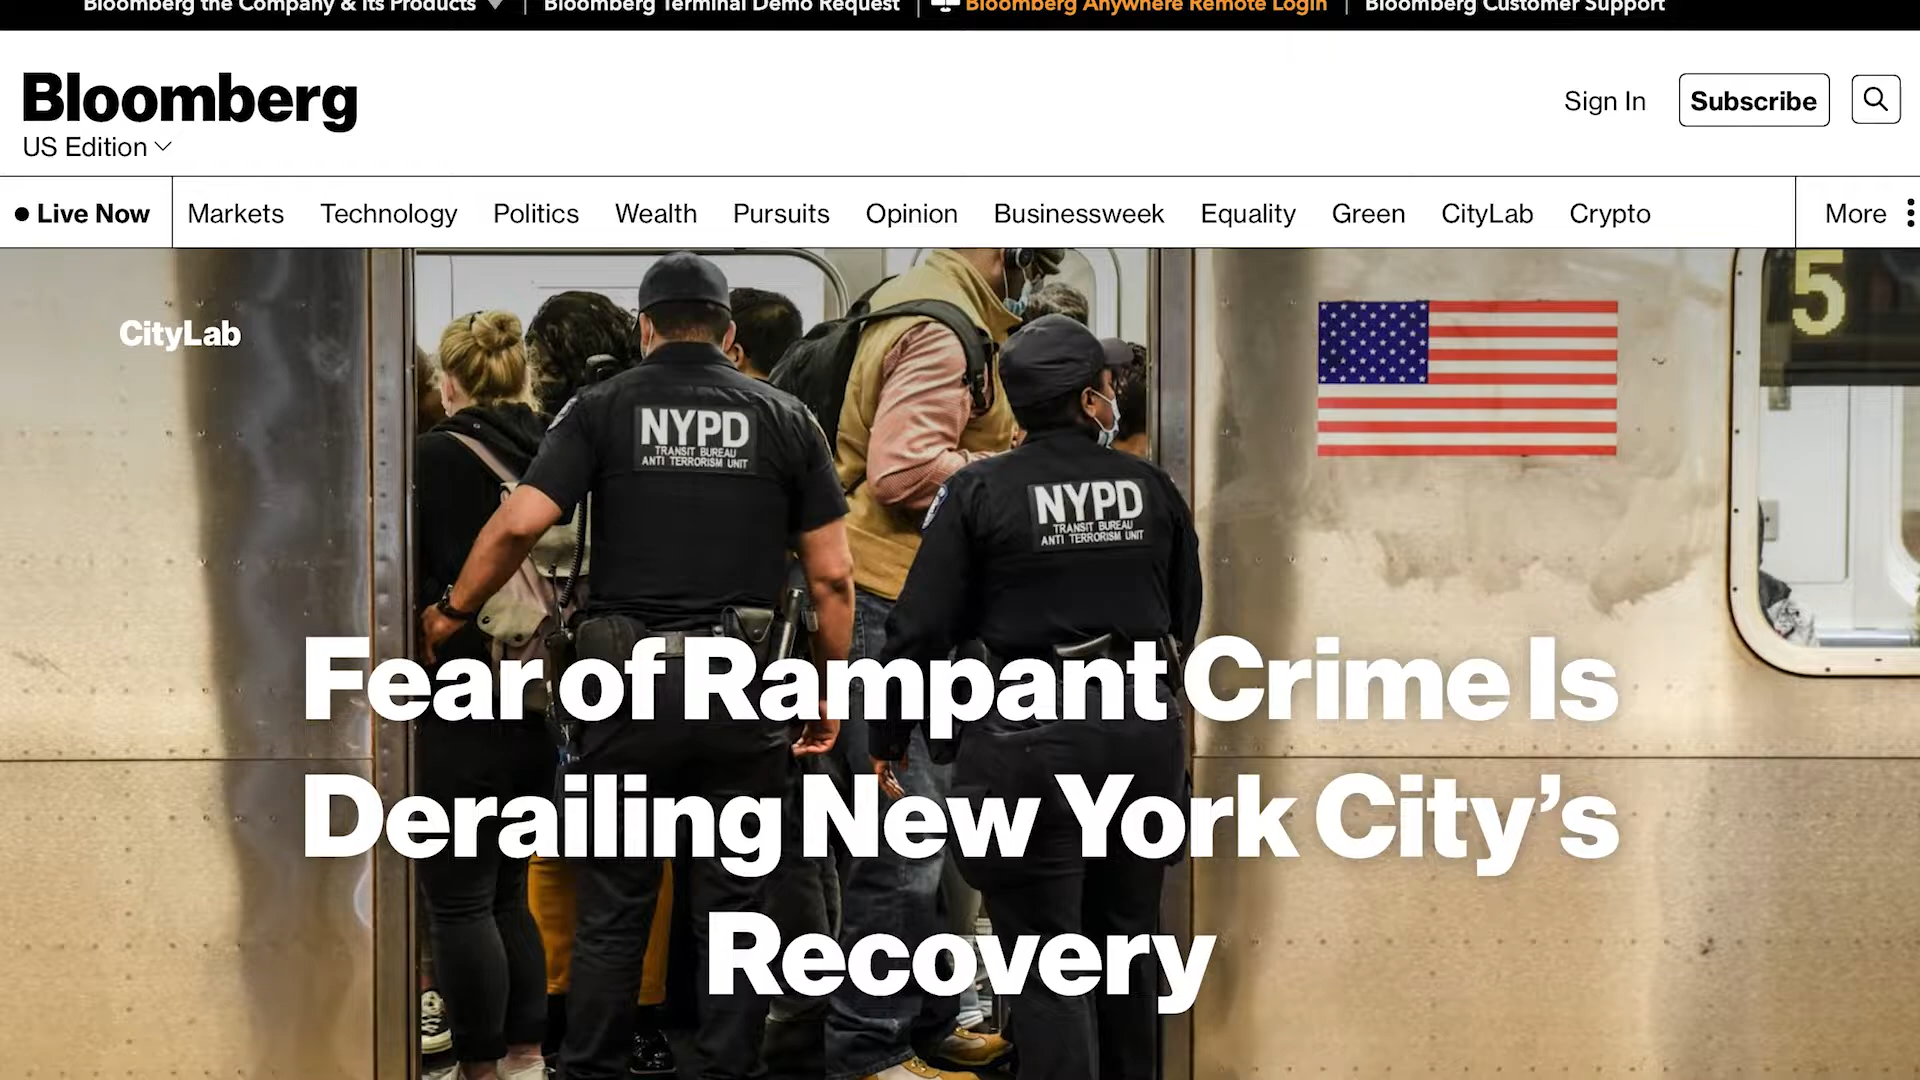 Bloomberg the Company & Its Products
Bloomberg Terminal Demo Request
Bloomberg Anywhere Remote Login
Bloomberg Customer Support
Bloomberg
US Edition
Sign In
Subscribe
Live Now
Markets
Technology
Politics
Wealth
Pursuits
Opinion
Businessweek
Equality
Green
CityLab
Crypto
More
5
CityLab
NYPD
TRANSIT BUREAU
ANTI TERRORISM UNIT
NYPD
TRANSIT BUREAU
ANTI TERRORISM UNIT
Fear of Rampant Crime Is
Derailing New York City’s
Recovery